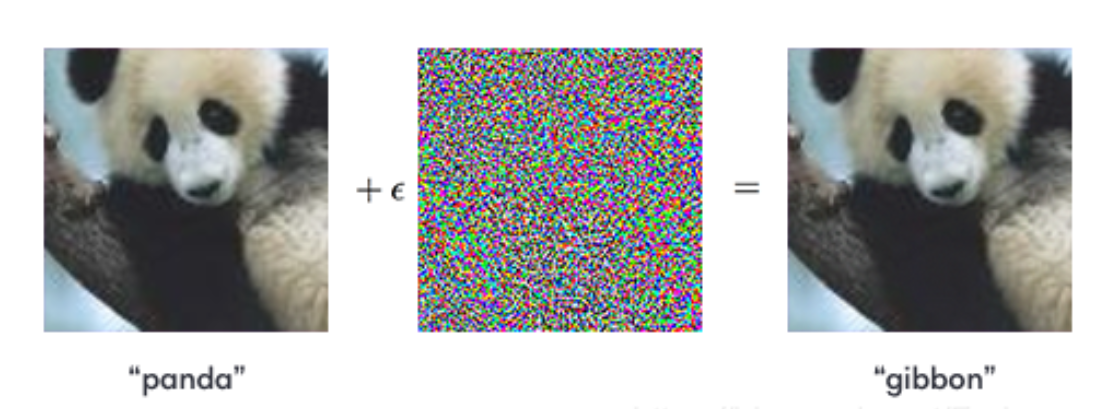 + ϵ
=
“panda”
“gibbon”